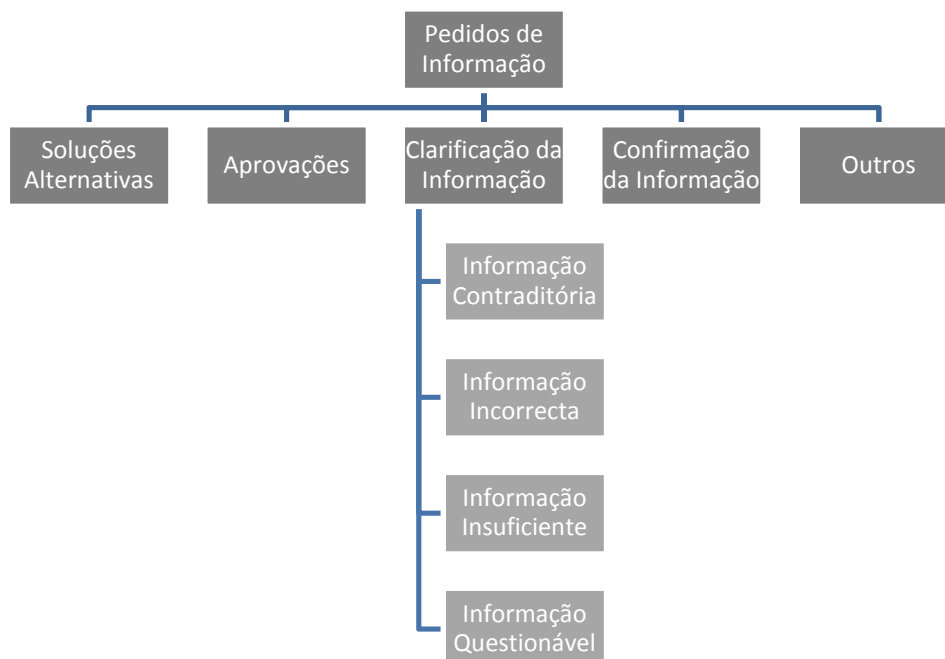 Pedidos de
Informação
Soluções
Alternativas
Aprovações
Clarificação da
Informação
Confirmação
da Informação
Outros
Informação
Contraditória
Informação
Incorrecta
Informação
Insuficiente
Informação
Questionável